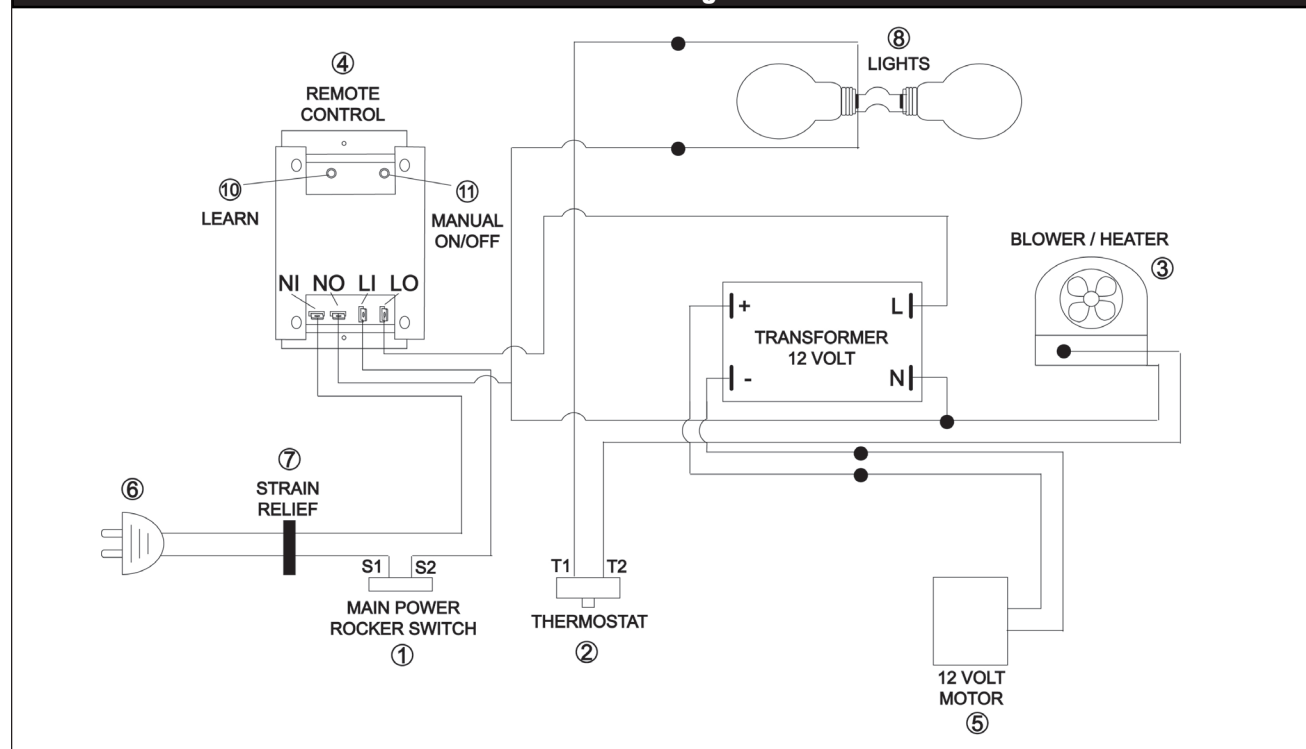 ④
REMOTE
CONTROL
⑧
LIGHTS
⑩
LEARN
⑪
MANUAL
ON/OFF
NI NO LI LO
BLOWER / HEATER
③
+ L
TRANSFORMER
12 VOLT
- N
⑥
⑦
STRAIN
RELIEF
S1 S2
MAIN POWER
ROCKER SWITCH
①
T1 T2
THERMOSTAT
②
12 VOLT
MOTOR
⑤